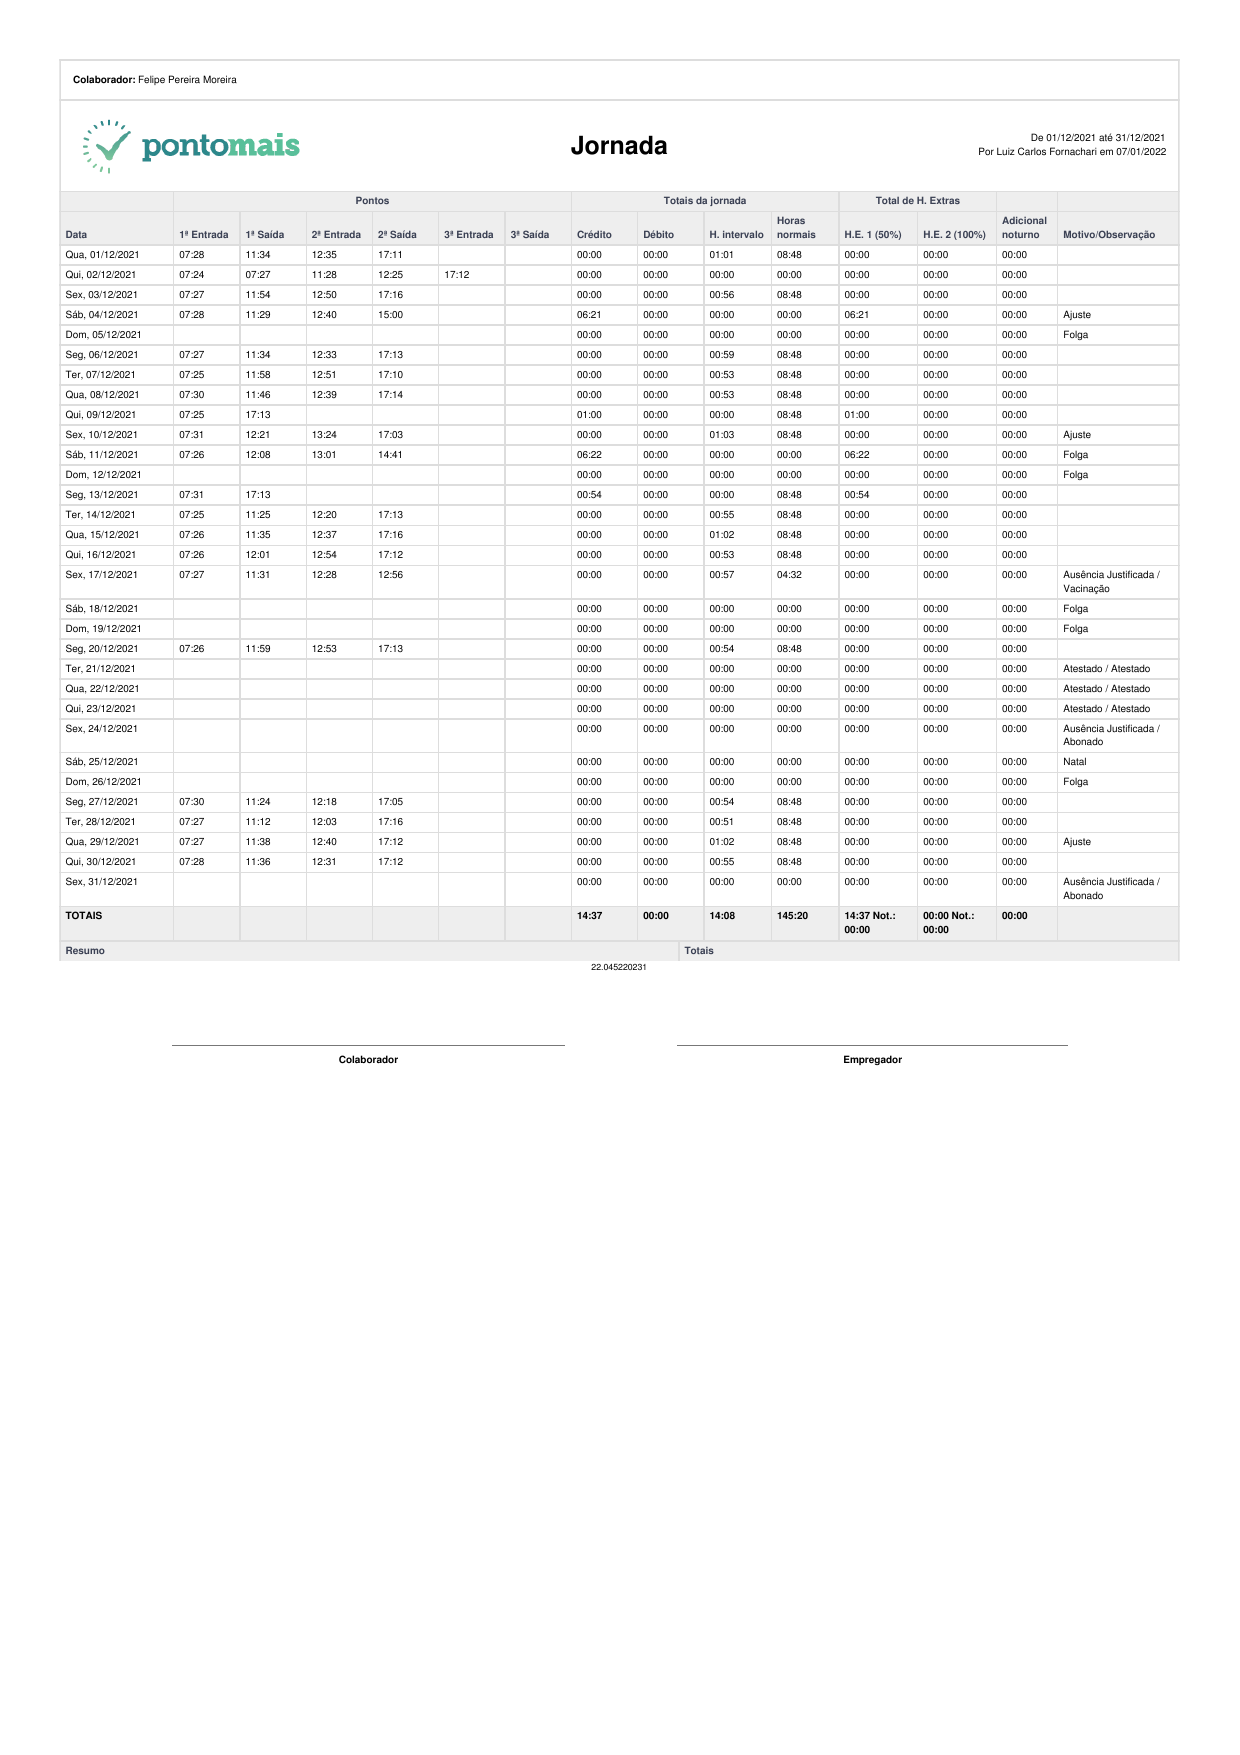 Colaborador: Felipe Pereira Moreira
pontomais
Jornada
De 01/12/2021 até 31/12/2021
Por Luiz Carlos Fornachari em 07/01/2022
Pontos Totais da jornada Total de H. Extras
Data 1ª Entrada 1ª Saída 2ª Entrada 2ª Saída 3ª Entrada 3ª Saída Crédito Débito H. intervalo Horas normais H.E. 1 (50%) H.E. 2 (100%) Adicional noturno Motivo/Observação
Qua, 01/12/2021 07:28 11:34 12:35 17:11 00:00 00:00 01:01 08:48 00:00 00:00 00:00
Qui, 02/12/2021 07:24 07:27 11:28 12:25 17:12 00:00 00:00 00:00 00:00 00:00 00:00 00:00
Sex, 03/12/2021 07:27 11:54 12:50 17:16 00:00 00:00 00:56 08:48 00:00 00:00 00:00
Sáb, 04/12/2021 07:28 11:29 12:40 15:00 06:21 00:00 00:00 00:00 06:21 00:00 00:00 Ajuste
Dom, 05/12/2021 00:00 00:00 00:00 00:00 00:00 00:00 00:00 Folga
Seg, 06/12/2021 07:27 11:34 12:33 17:13 00:00 00:00 00:59 08:48 00:00 00:00 00:00
Ter, 07/12/2021 07:25 11:58 12:51 17:10 00:00 00:00 00:53 08:48 00:00 00:00 00:00
Qua, 08/12/2021 07:30 11:46 12:39 17:14 00:00 00:00 00:53 08:48 00:00 00:00 00:00
Qui, 09/12/2021 07:25 17:13 01:00 00:00 00:00 08:48 01:00 00:00 00:00
Sex, 10/12/2021 07:31 12:21 13:24 17:03 00:00 00:00 01:03 08:48 00:00 00:00 00:00 Ajuste
Sáb, 11/12/2021 07:26 12:08 13:01 14:41 06:22 00:00 00:00 00:00 06:22 00:00 00:00 Folga
Dom, 12/12/2021 00:00 00:00 00:00 00:00 00:00 00:00 00:00 Folga
Seg, 13/12/2021 07:31 17:13 00:54 00:00 00:00 08:48 00:54 00:00 00:00
Ter, 14/12/2021 07:25 11:25 12:20 17:13 00:00 00:00 00:55 08:48 00:00 00:00 00:00
Qua, 15/12/2021 07:26 11:35 12:37 17:16 00:00 00:00 01:02 08:48 00:00 00:00 00:00
Qui, 16/12/2021 07:26 12:01 12:54 17:12 00:00 00:00 00:53 08:48 00:00 00:00 00:00
Sex, 17/12/2021 07:27 11:31 12:28 12:56 00:00 00:00 00:57 04:32 00:00 00:00 00:00 Ausência Justificada /
Vacinação
Sáb, 18/12/2021 00:00 00:00 00:00 00:00 00:00 00:00 00:00 Folga
Dom, 19/12/2021 00:00 00:00 00:00 00:00 00:00 00:00 00:00 Folga
Seg, 20/12/2021 07:26 11:59 12:53 17:13 00:00 00:00 00:54 08:48 00:00 00:00 00:00
Ter, 21/12/2021 00:00 00:00 00:00 00:00 00:00 00:00 00:00 Atestado / Atestado
Qua, 22/12/2021 00:00 00:00 00:00 00:00 00:00 00:00 00:00 Atestado / Atestado
Qui, 23/12/2021 00:00 00:00 00:00 00:00 00:00 00:00 00:00 Atestado / Atestado
Sex, 24/12/2021 00:00 00:00 00:00 00:00 00:00 00:00 00:00 Ausência Justificada /
Abonado
Sáb, 25/12/2021 00:00 00:00 00:00 00:00 00:00 00:00 00:00 Natal
Dom, 26/12/2021 00:00 00:00 00:00 00:00 00:00 00:00 00:00 Folga
Seg, 27/12/2021 07:30 11:24 12:18 17:05 00:00 00:00 00:54 08:48 00:00 00:00 00:00
Ter, 28/12/2021 07:27 11:12 12:03 17:16 00:00 00:00 00:51 08:48 00:00 00:00 00:00
Qua, 29/12/2021 07:27 11:38 12:40 17:12 00:00 00:00 01:02 08:48 00:00 00:00 00:00 Ajuste
Qui, 30/12/2021 07:28 11:36 12:31 17:12 00:00 00:00 00:55 08:48 00:00 00:00 00:00
Sex, 31/12/2021 00:00 00:00 00:00 00:00 00:00 00:00 00:00 Ausência Justificada /
Abonado
TOTAIS 14:37 00:00 14:08 145:20 14:37 Not.: 00:00 Not.: 00:00
00:00 00:00
Resumo Totais
22.045220231
Colaborador Empregador